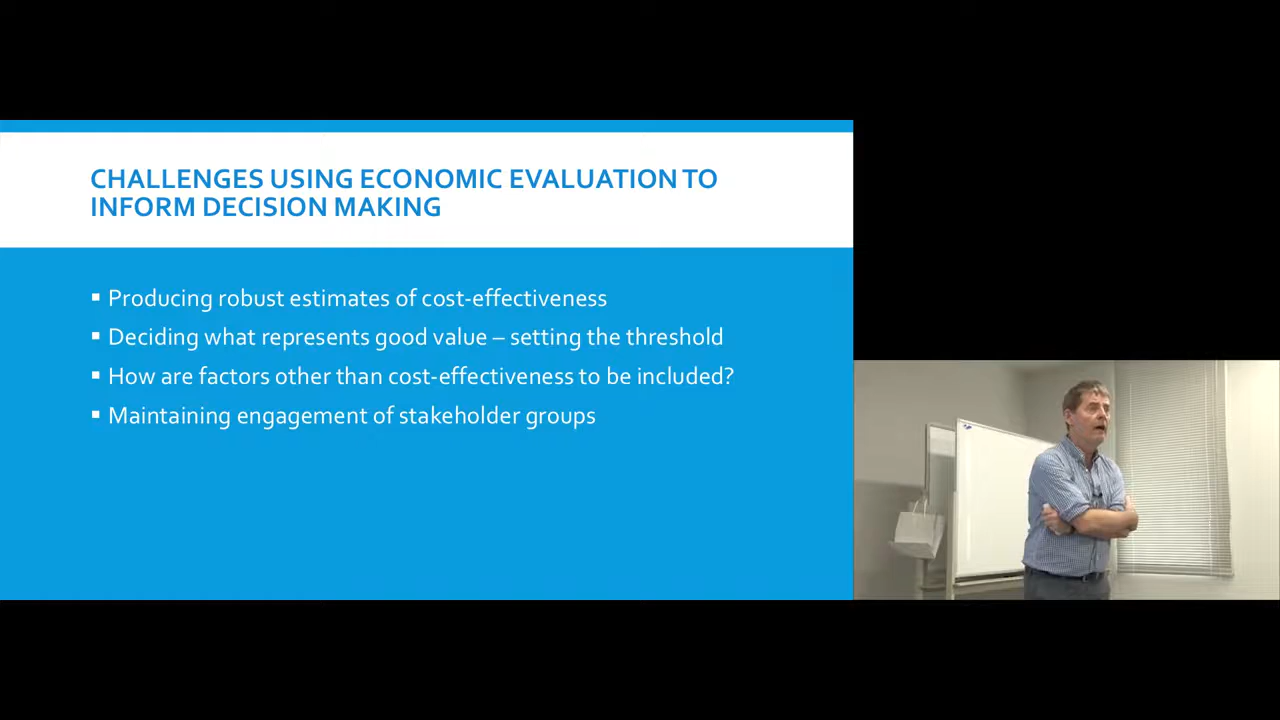 CHALLENGES USING ECONOMIC EVALUATION TO
INFORM DECISION MAKING
▪ Producing robust estimates of cost-effectiveness
▪ Deciding what represents good value – setting the threshold
▪ How are factors other than cost-effectiveness to be included?
▪ Maintaining engagement of stakeholder groups